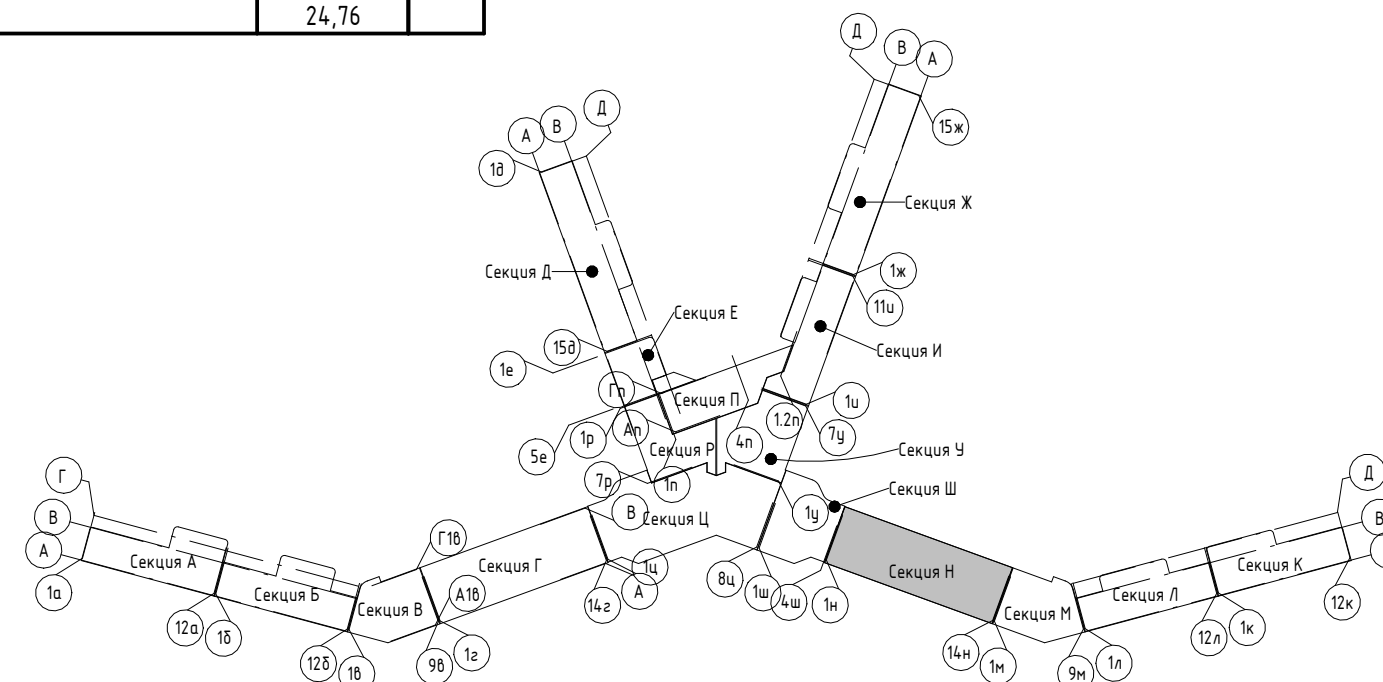 24,76
Д
В
А
15ж
Секция Ж
1ж
11и
Секция И
1и
7у
1.2п
А
В
Д
1д
Секция Д
Секция Е
15д
1е
Гп
Секция П
Ап
1р
5е
4п
Секция Р
7р
1п
Секция У
Секция Ш
1у
В
Секция Ц
Г
В
А
1а
Секция А
12а
1б
Секция Б
12б
1в
Секция В
Г1в
А1в
9в
1г
Секция Г
14г
1ц
А
8ц
1ш
4ш
1н
Секция Н
14н
1м
Секция М
9м
1л
Секция Л
12л
1к
Секция К
12к
Д
В